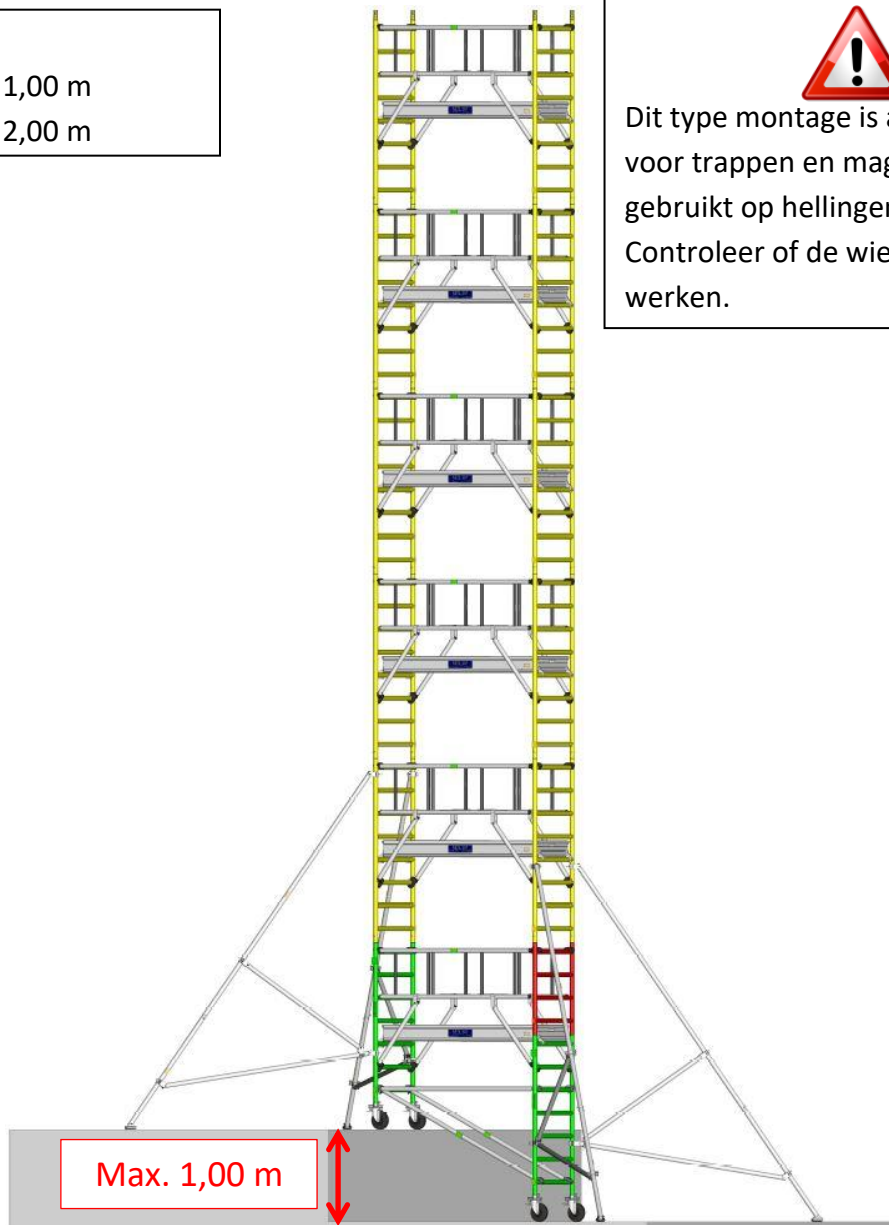 1,00 m
2,00 m
Dit type montage is
voor trappen en mag
gebruikt op hellingen
Controleer of de
werken.
Max. 1,00 m